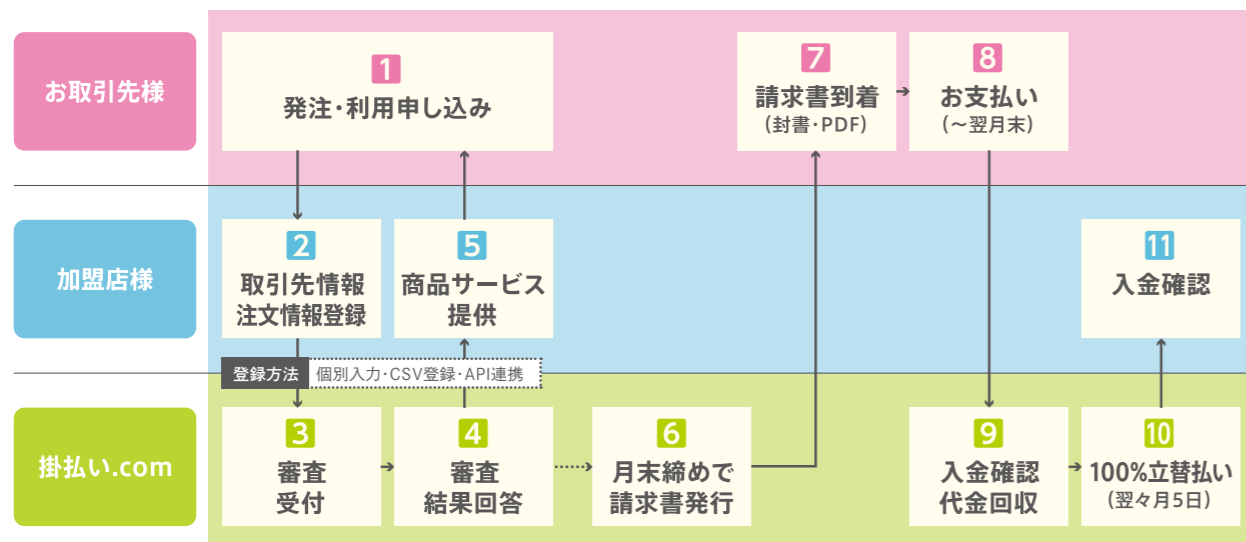 お取引先様
1
発注・利用申し込み
7
請求書到着
(封書・PDF)
8
お支払い
(～翌月末)
加盟店様
2
取引先情報
注文情報登録
5
商品サービス
提供
11
入金確認
登録方法 個別入力・CSV登録・API連携
掛払い.com
3
審査
受付
4
審査
結果回答
6
月末締めで
請求書発行
9
入金確認
代金回収
10
100%立替払い
(翌々月5日)